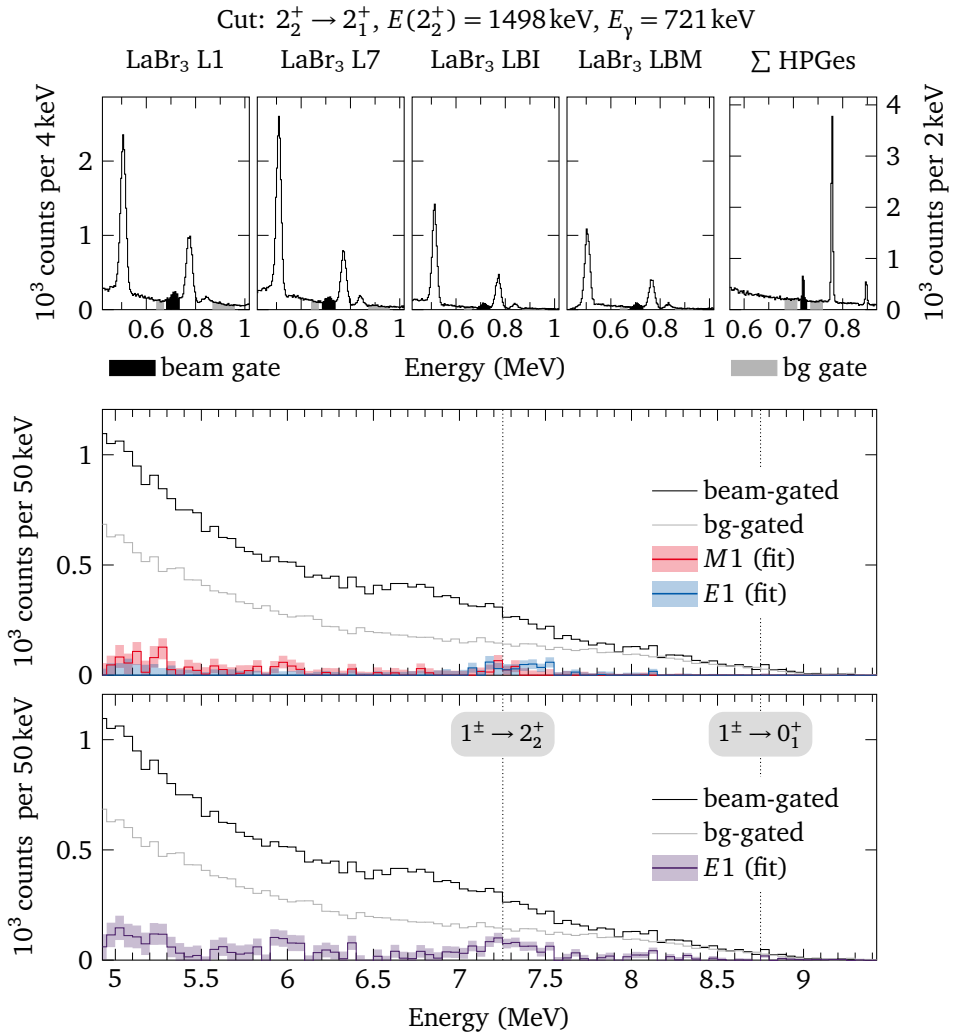 Cut: 2₂⁺ → 2₁⁺, E(2₂⁺) = 1498 keV, Eγ = 721 keV
LaBr₃ L1 LaBr₃ L7 LaBr₃ LBI LaBr₃ LBM ∑ HPGes
10³ counts per 4 keV
0 1 2
0.6 0.8 1 0.6 0.8 1 0.6 0.8 1 0.6 0.8 1 0.6 0.7 0.8
0 1 2 3 4
10³ counts per 2 keV
beam gate Energy (MeV) bg gate
10³ counts per 50 keV
1
0.5
0
beam-gated
bg-gated
M1 (fit)
E1 (fit)
10³ counts per 50 keV
1
0.5
0
1± → 2₂⁺ 1± → 0₁⁺
beam-gated
bg-gated
E1 (fit)
5 5.5 6 6.5 7 7.5 8 8.5 9
Energy (MeV)